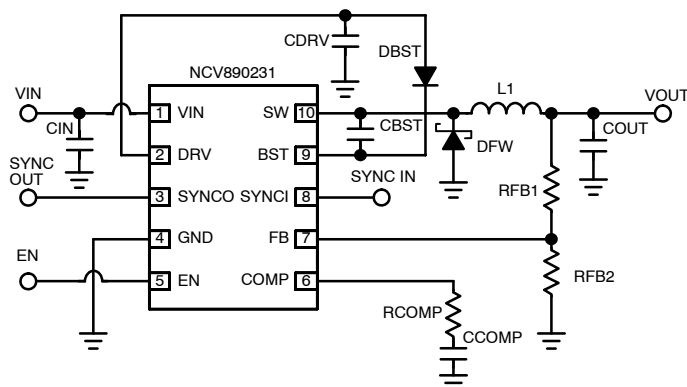 CDRV
DBST
NCV890231
VIN
L1
VOUT
CIN
1 VIN
SW 10
CBST
COUT
2 DRV
BST 9
DFW
SYNC
OUT
SYNC IN
3 SYNCO
SYNCI 8
RFB1
4 GND
FB 7
EN
5 EN
COMP 6
RFB2
RCOMP
CCOMP